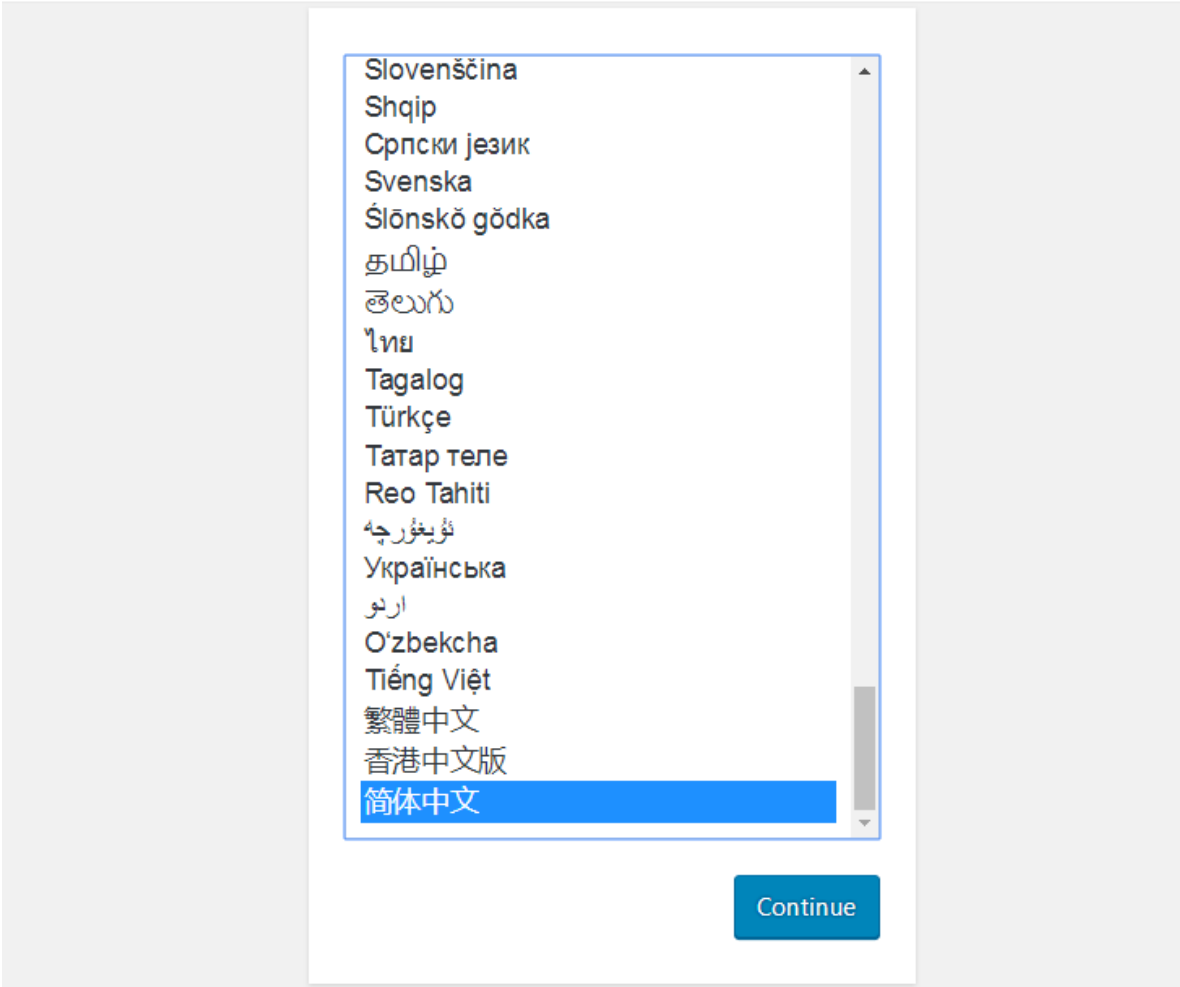 Slovenščina
Shqip
Српски језик
Svenska
Ślōnskŏ gŏdka
தமிழ்
తెలుగు
ไทย
Tagalog
Türkçe
Татар теле
Reo Tahiti
ئۇيغۇرچە
Українська
اردو
O‘zbekcha
Tiếng Việt
繁體中文
香港中文版
简体中文
Continue